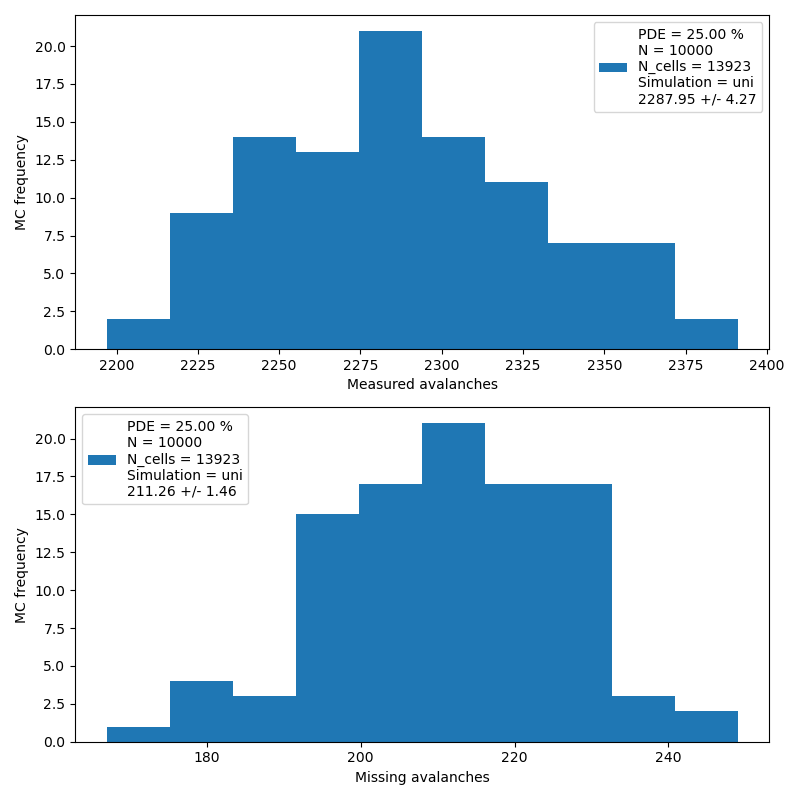 20.0
17.5
15.0
12.5
10.0
7.5
5.0
2.5
0.0
MC frequency
PDE = 25.00 %
N = 10000
N_cells = 13923
Simulation = uni
2287.95 +/- 4.27
2200 2225 2250 2275 2300 2325 2350 2375 2400
Measured avalanches
20.0
17.5
15.0
12.5
10.0
7.5
5.0
2.5
0.0
MC frequency
PDE = 25.00 %
N = 10000
N_cells = 13923
Simulation = uni
211.26 +/- 1.46
180 200 220 240
Missing avalanches